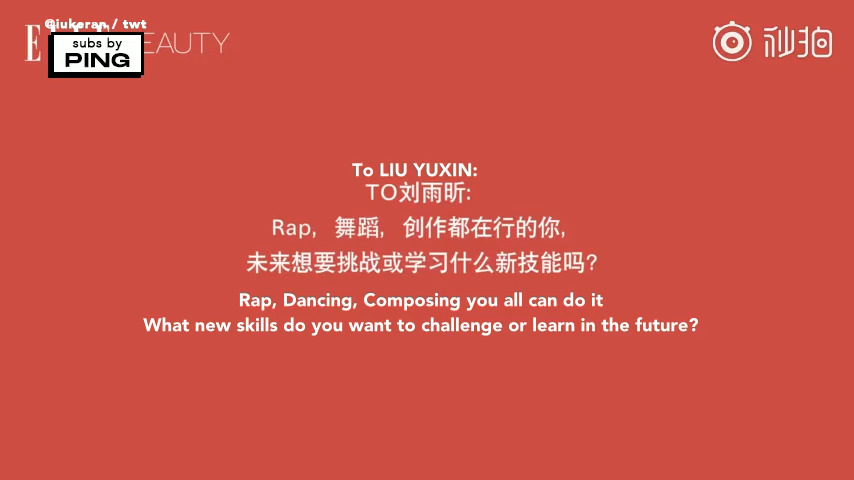 @iukeran / twt
subs by
PING
EAUTY
秒拍
To LIU YUXIN:
TO刘雨昕:
Rap, 舞蹈, 创作都在行的你,
未来想要挑战或学习什么新技能吗?
Rap, Dancing, Composing you all can do it
What new skills do you want to challenge or learn in the future?